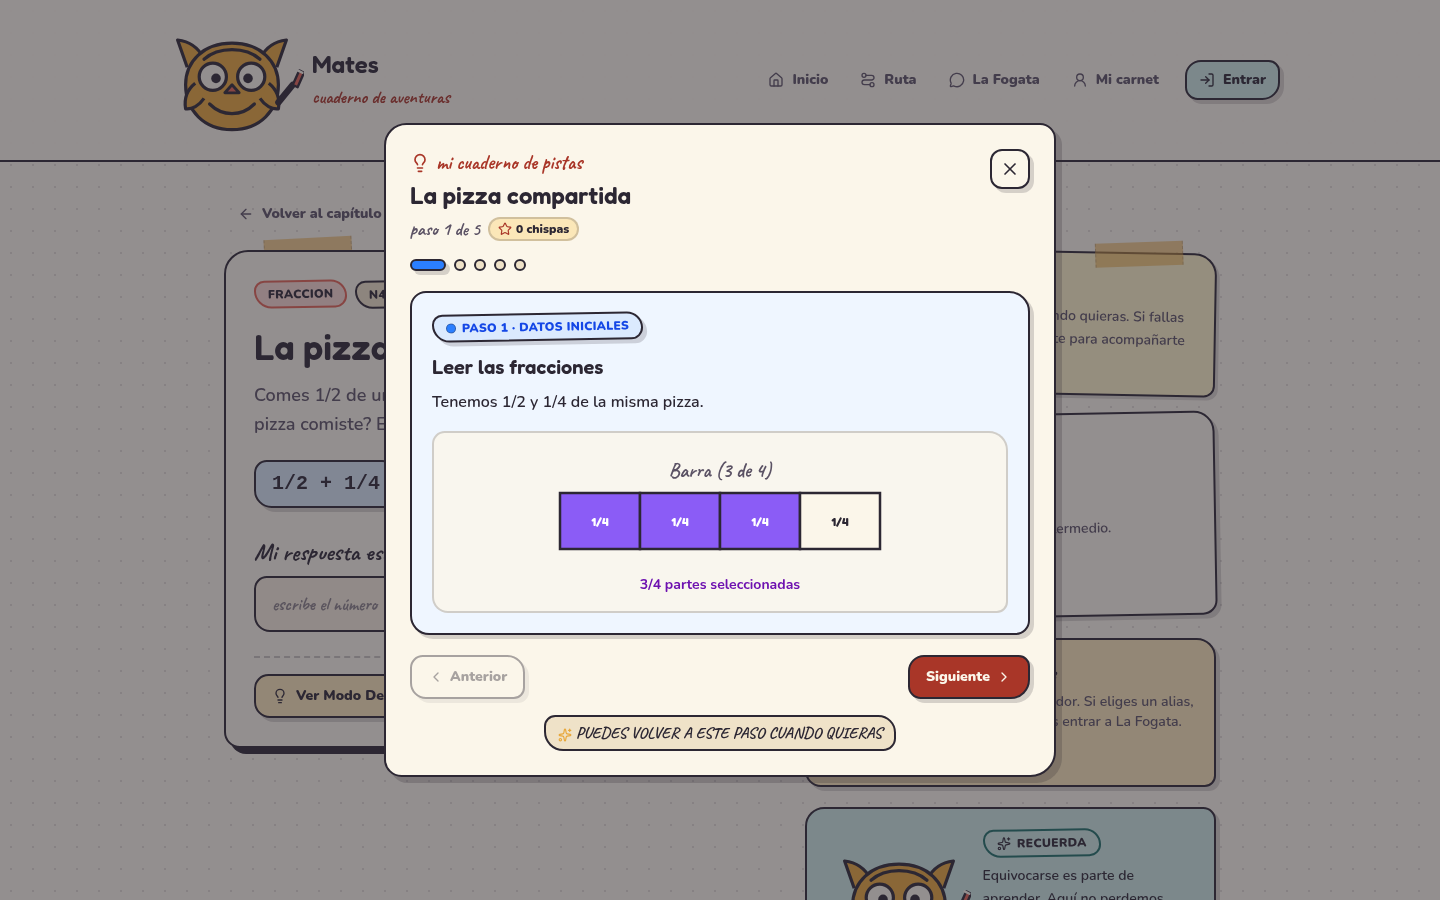 Mates
cuaderno de aventuras
Inicio
Ruta
La Fogata
Mi carnet
Entrar
Volver al capítulo
FRACCION
La pizza
Comes 1/2 de
pizza comiste?
1/2 + 1/4
Mi respuesta es
escribe el número
Ver Modo
mi cuaderno de pistas
La pizza compartida
paso 1 de 5
0 chispas
PASO 1 · DATOS INICIALES
Leer las fracciones
Tenemos 1/2 y 1/4 de la misma pizza.
Barra (3 de 4)
1/4 1/4 1/4 1/4
3/4 partes seleccionadas
Anterior
Siguiente
PUEDES VOLVER A ESTE PASO CUANDO QUIERAS
quieras. Si fallas
para acompañarte
Si eliges un alias,
entrar a La Fogata.
RECUERDA
Equivocarse es parte de
aprender. Aquí no perdemos